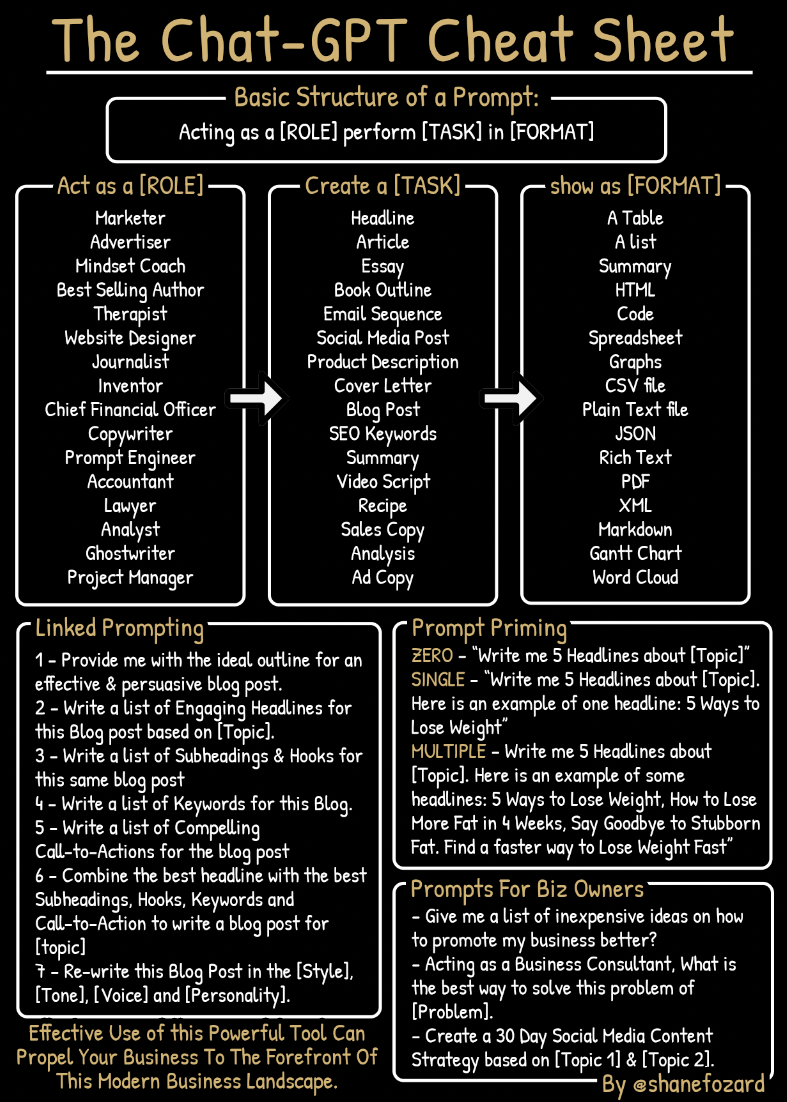 The Chat-GPT Cheat Sheet
Basic Structure of a Prompt:
Acting as a [ROLE] perform [TASK] in [FORMAT]
Act as a [ROLE]
Marketer
Advertiser
Mindset Coach
Best Selling Author
Therapist
Website Designer
Journalist
Inventor
Chief Financial Officer
Copywriter
Prompt Engineer
Accountant
Lawyer
Analyst
Ghostwriter
Project Manager
Create a [TASK]
Headline
Article
Essay
Book Outline
Email Sequence
Social Media Post
Product Description
Cover Letter
Blog Post
SEO Keywords
Summary
Video Script
Recipe
Sales Copy
Analysis
Ad Copy
show as [FORMAT]
A Table
A list
Summary
HTML
Code
Spreadsheet
Graphs
CSV file
Plain Text file
JSON
Rich Text
PDF
XML
Markdown
Gantt Chart
Word Cloud
Linked Prompting
1 - Provide me with the ideal outline for an
effective & persuasive blog post.
2 - Write a list of Engaging Headlines for
this Blog post based on [Topic].
3 - Write a list of Subheadings & Hooks for
this same blog post
4 - Write a list of Keywords for this Blog.
5 - Write a list of Compelling
Call-to-Actions for the blog post
6 - Combine the best headline with the best
Subheadings, Hooks, Keywords and
Call-to-Action to write a blog post for
[topic]
7 - Re-write this Blog Post in the [Style],
[Tone], [Voice] and [Personality].
Effective Use of this Powerful Tool Can
Propel Your Business To The Forefront Of
This Modern Business Landscape.
Prompt Priming
ZERO - "Write me 5 Headlines about [Topic]"
SINGLE - "Write me 5 Headlines about [Topic].
Here is an example of one headline: 5 Ways to
Lose Weight"
MULTIPLE - Write me 5 Headlines about
[Topic]. Here is an example of some
headlines: 5 Ways to Lose Weight, How to Lose
More Fat in 4 Weeks, Say Goodbye to Stubborn
Fat. Find a faster way to Lose Weight Fast"
Prompts For Biz Owners
- Give me a list of inexpensive ideas on how
to promote my business better?
- Acting as a Business Consultant, What is
the best way to solve this problem of
[Problem].
- Create a 30 Day Social Media Content
Strategy based on [Topic 1] & [Topic 2].
By @shanefozard